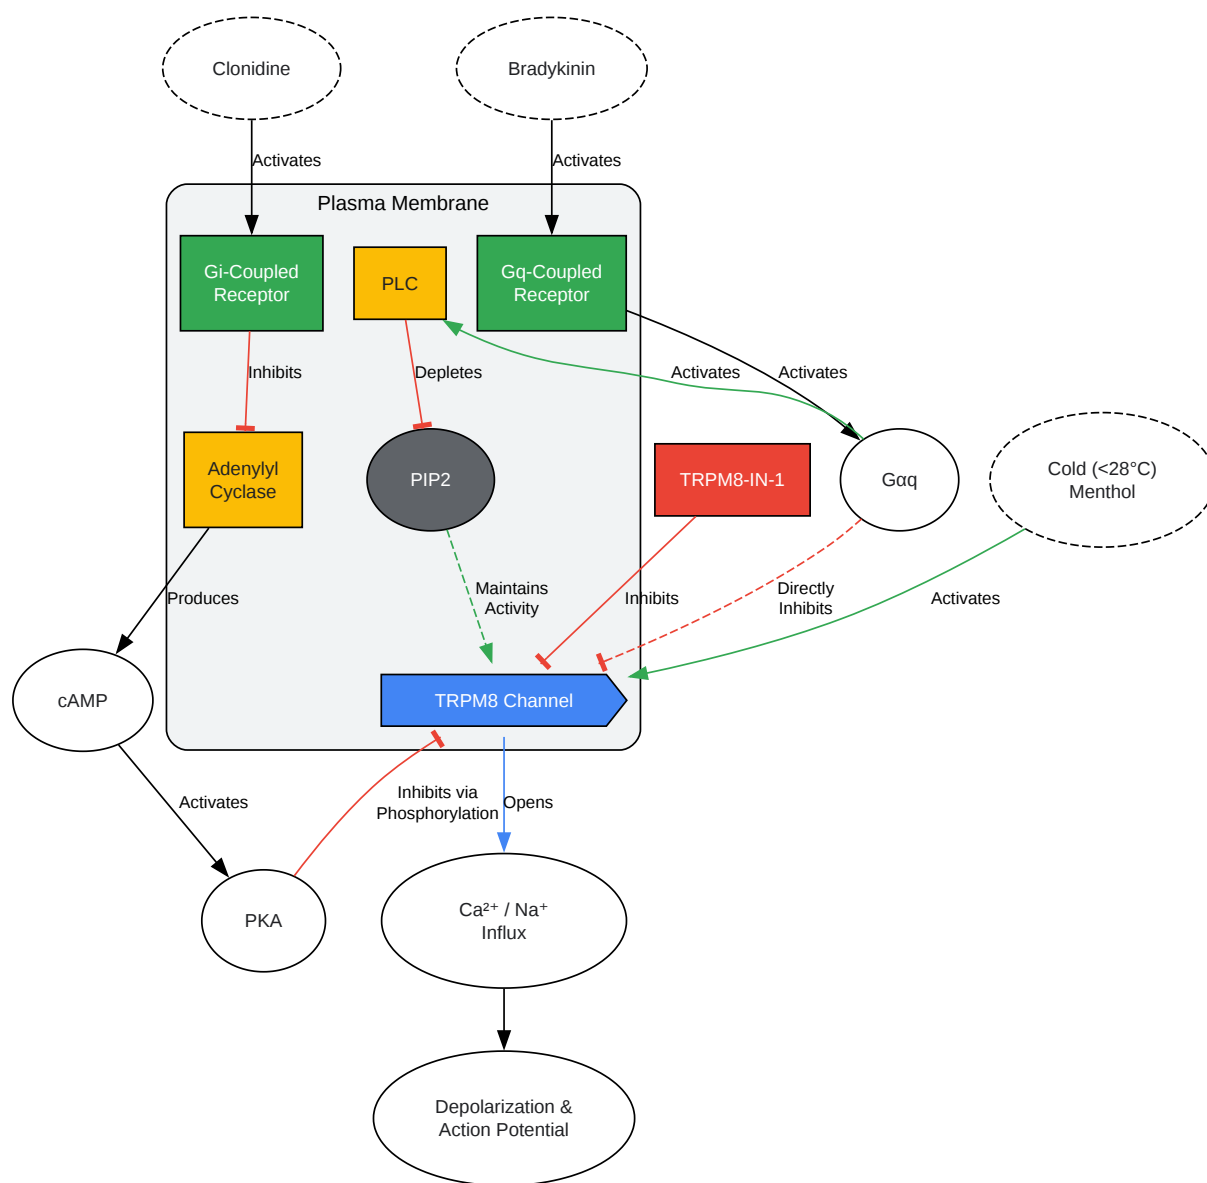 Clonidine
Bradykinin
Activates
Activates
Plasma Membrane
Gi-Coupled
Receptor
PLC
Gq-Coupled
Receptor
Inhibits
Depletes
Activates
Activates
Adenylyl
Cyclase
PIP2
TRPM8-IN-1
Gαq
Cold (<28°C)
Menthol
Produces
Maintains
Activity
Inhibits
Directly
Inhibits
Activates
cAMP
TRPM8 Channel
Activates
Inhibits via
Phosphorylation
Opens
PKA
Ca²⁺ / Na⁺
Influx
Depolarization &
Action Potential